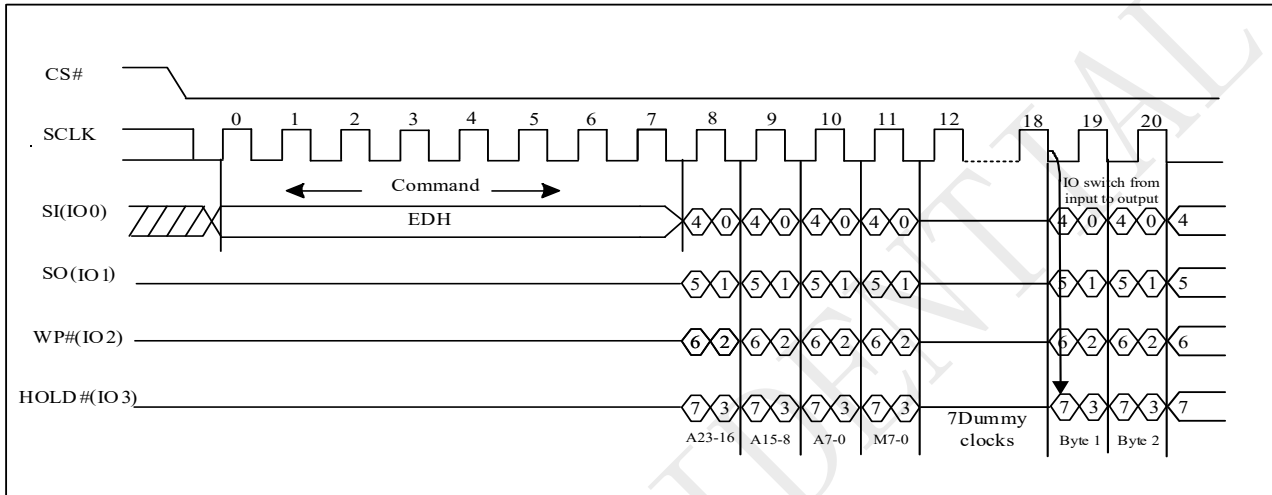 CS#
SCLK
0 1 2 3 4 5 6 7 8 9 10 11 12 18 19 20
Command
IO switch from
input to output
SI(IO0)
EDH
4 0 4 0 4 0 4 0 4 0 4 0 4
SO(IO1)
5 1 5 1 5 1 5 1 5 1 5 1 5
WP#(IO2)
6 2 6 2 6 2 6 2 6 2 6 2 6
HOLD#(IO3)
7 3 7 3 7 3 7 3 7 3 7 3 7
7Dummy
clocks
A23-16 A15-8 A7-0 M7-0 Byte 1 Byte 2
IDENTIAL